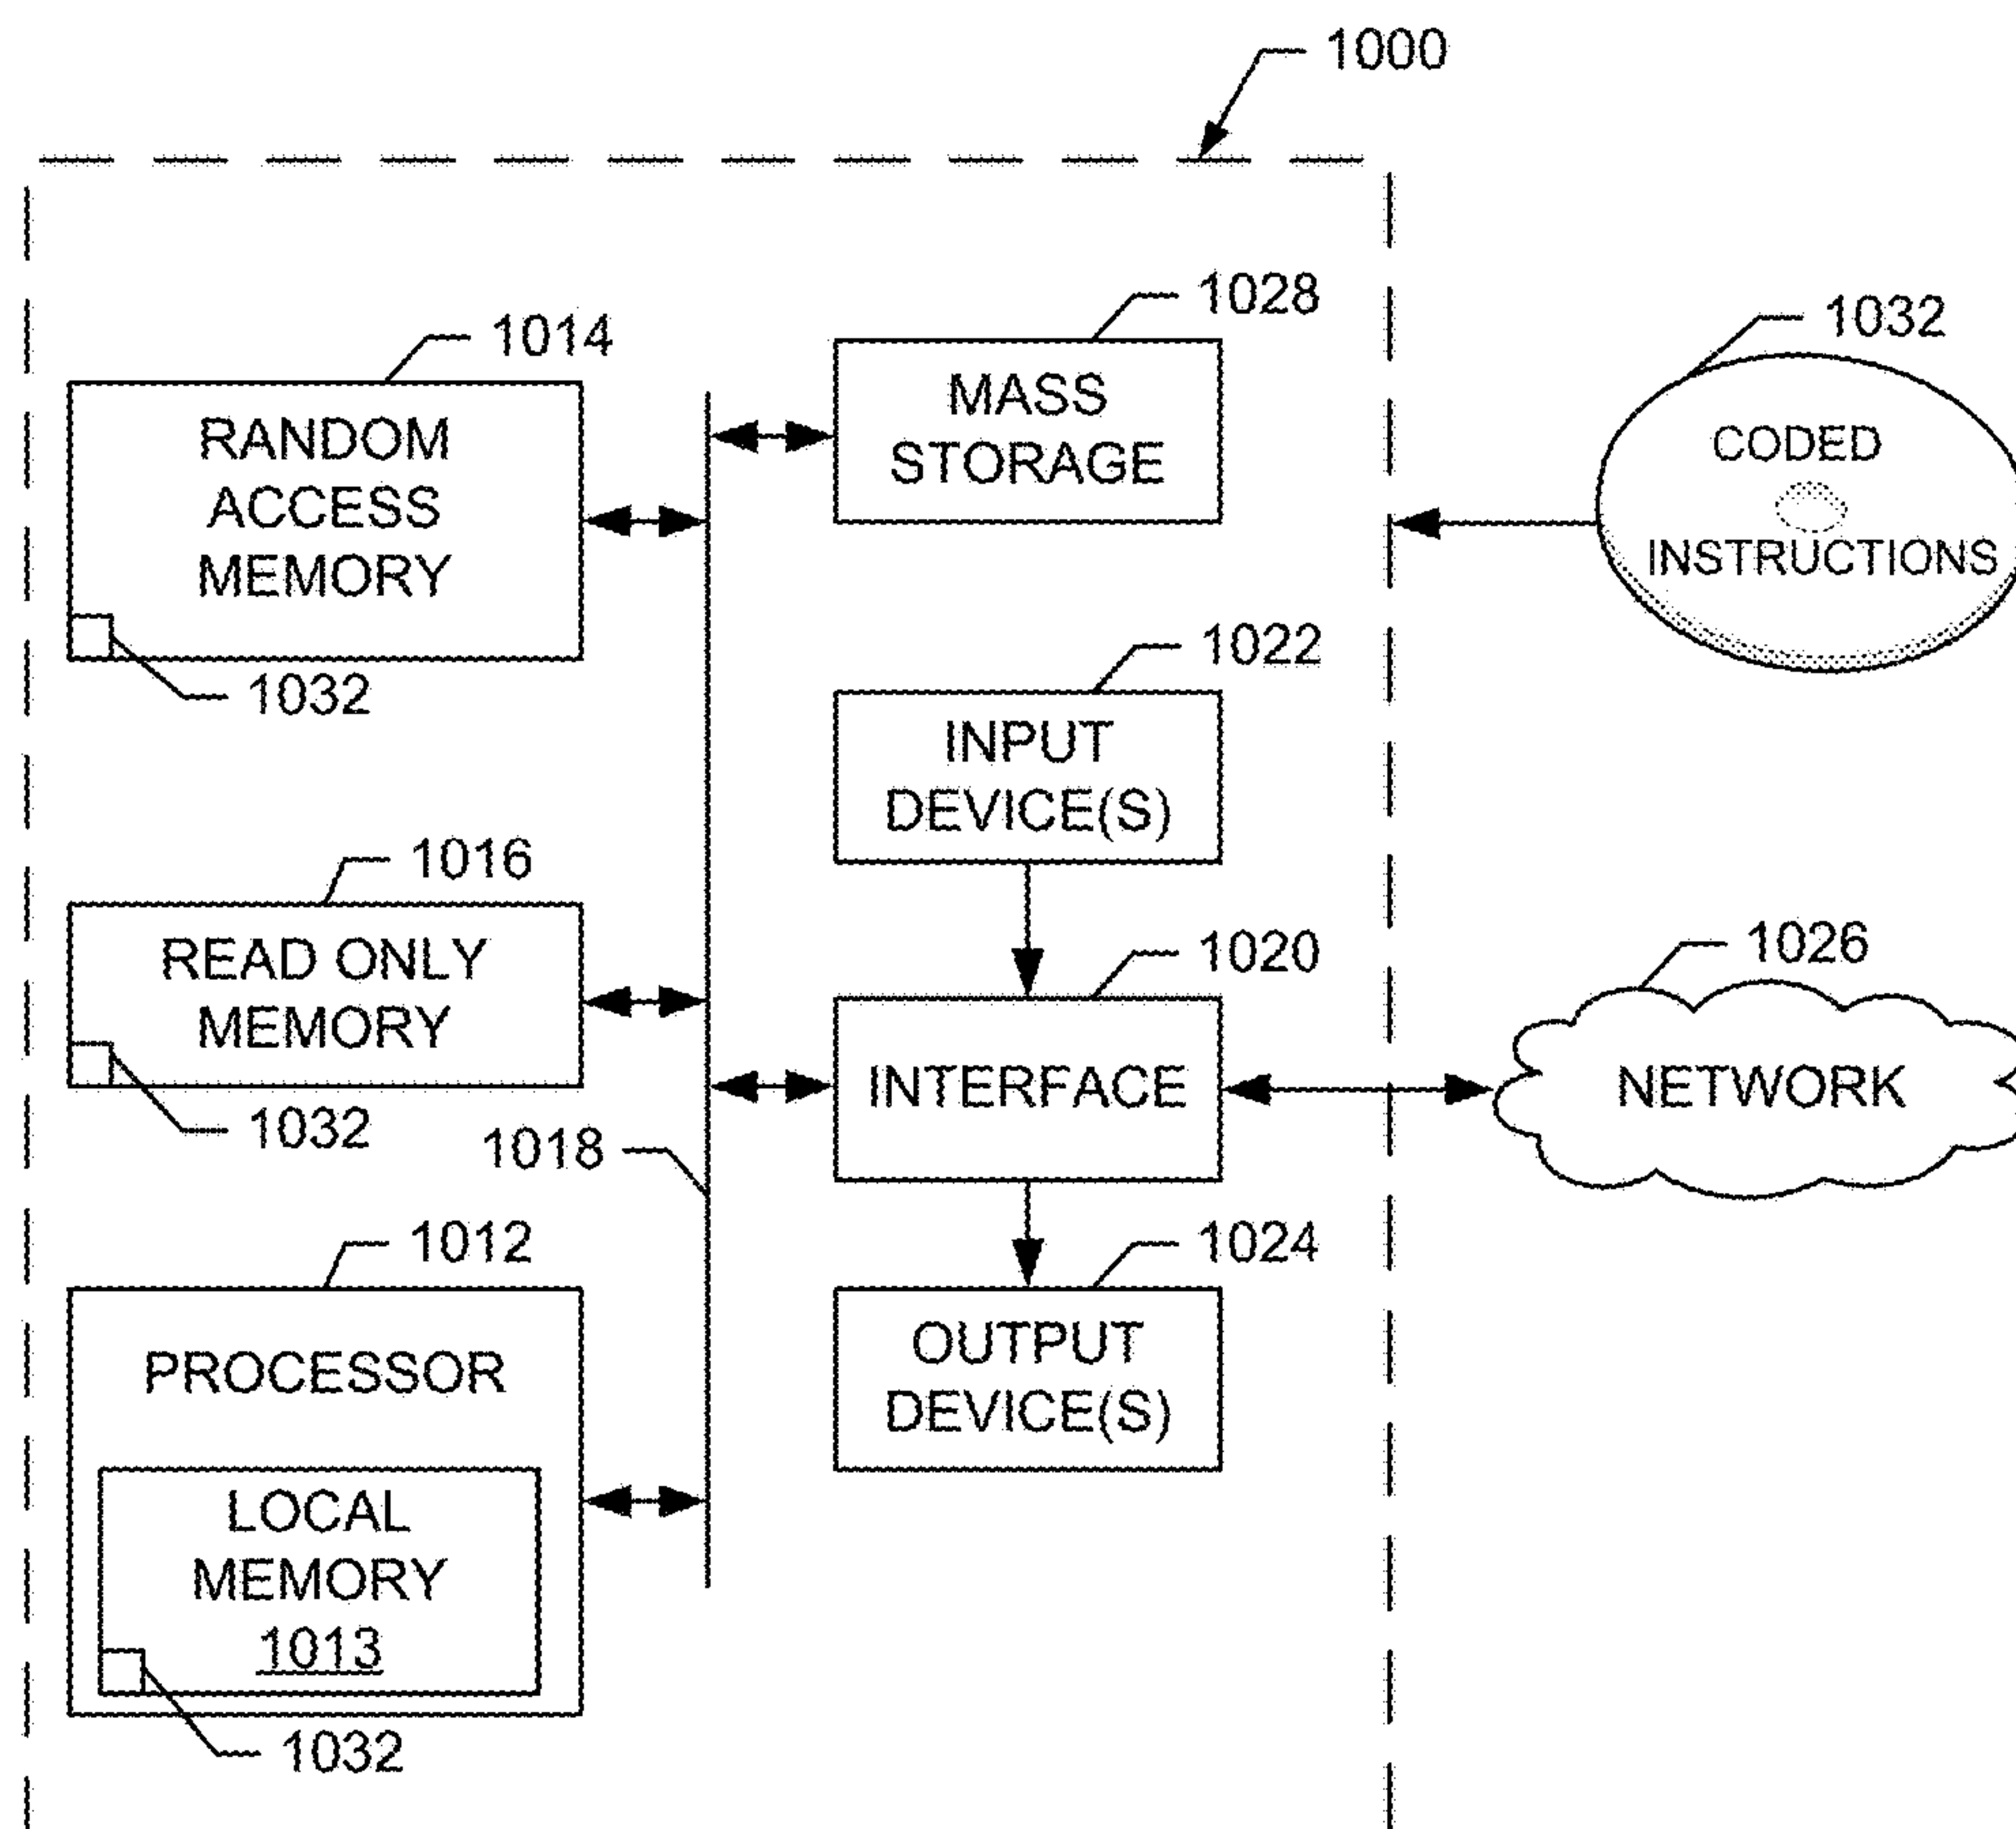 1000
1028
1014
1032
MASS
STORAGE
RANDOM
ACCESS
MEMORY
CODED
INSTRUCTIONS
1032
1022
INPUT
DEVICE(S)
1016
READ ONLY
MEMORY
1032
1018
1020
INTERFACE
1026
NETWORK
1012
PROCESSOR
LOCAL
MEMORY
1013
1032
1024
OUTPUT
DEVICE(S)